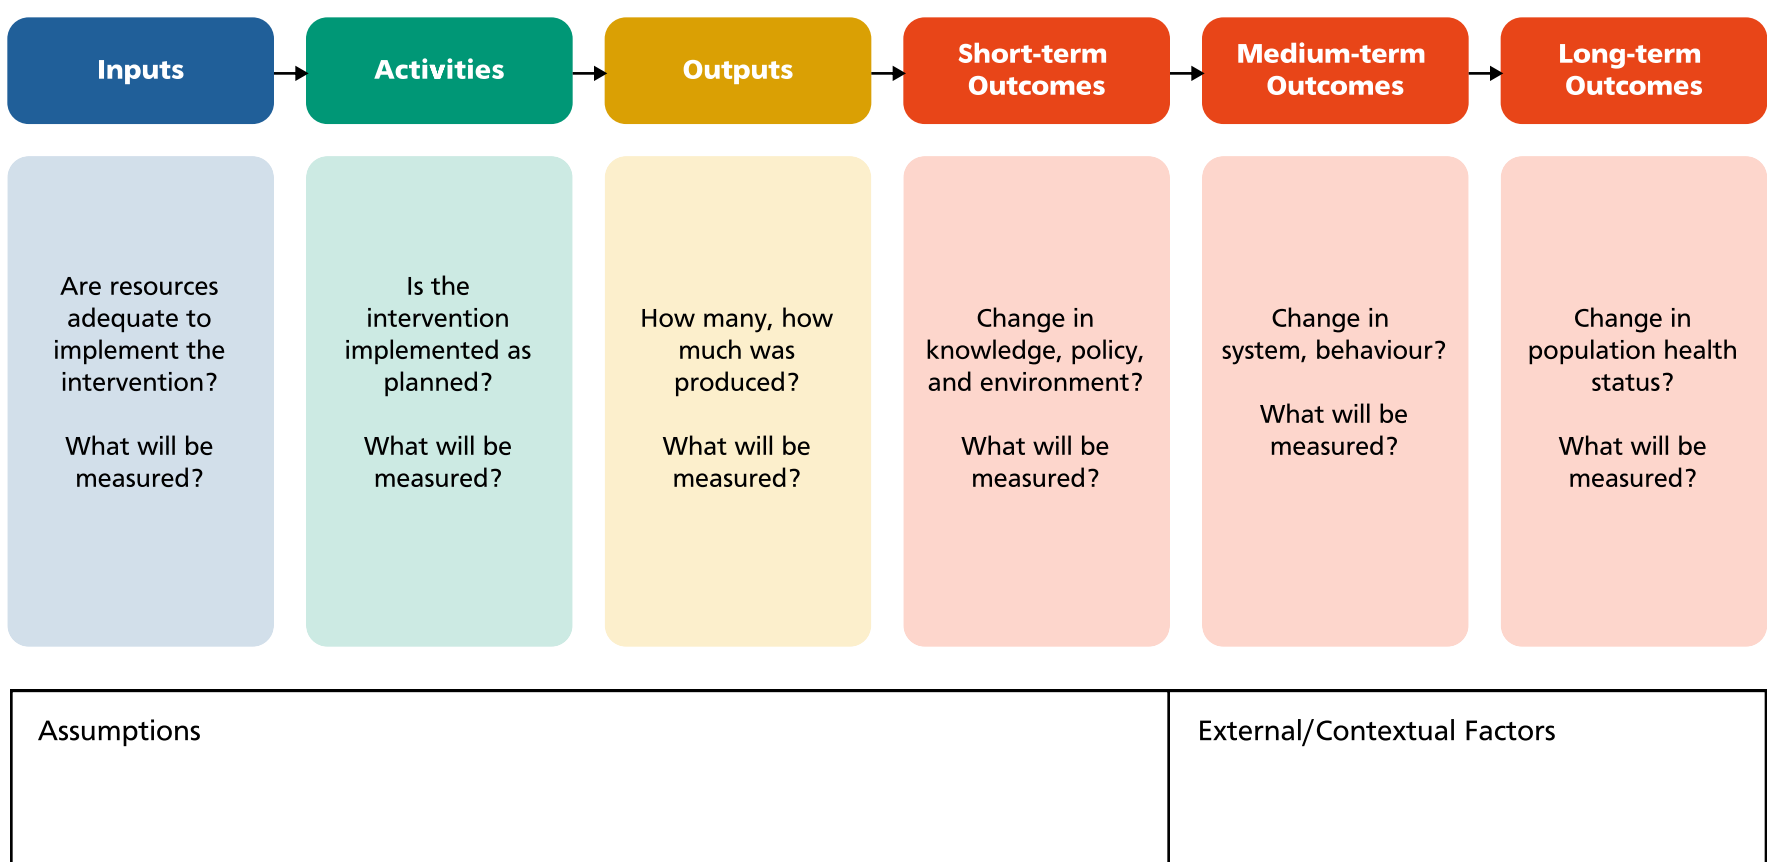 Inputs
Activities
Outputs
Short-term
Outcomes
Medium-term
Outcomes
Long-term
Outcomes
Are resources
adequate to
implement the
intervention?
What will be
measured?
Is the
intervention
implemented as
planned?
What will be
measured?
How many, how
much was
produced?
What will be
measured?
Change in
knowledge, policy,
and environment?
What will be
measured?
Change in
system, behaviour?
What will be
measured?
Change in
population health
status?
What will be
measured?
Assumptions
External/Contextual Factors